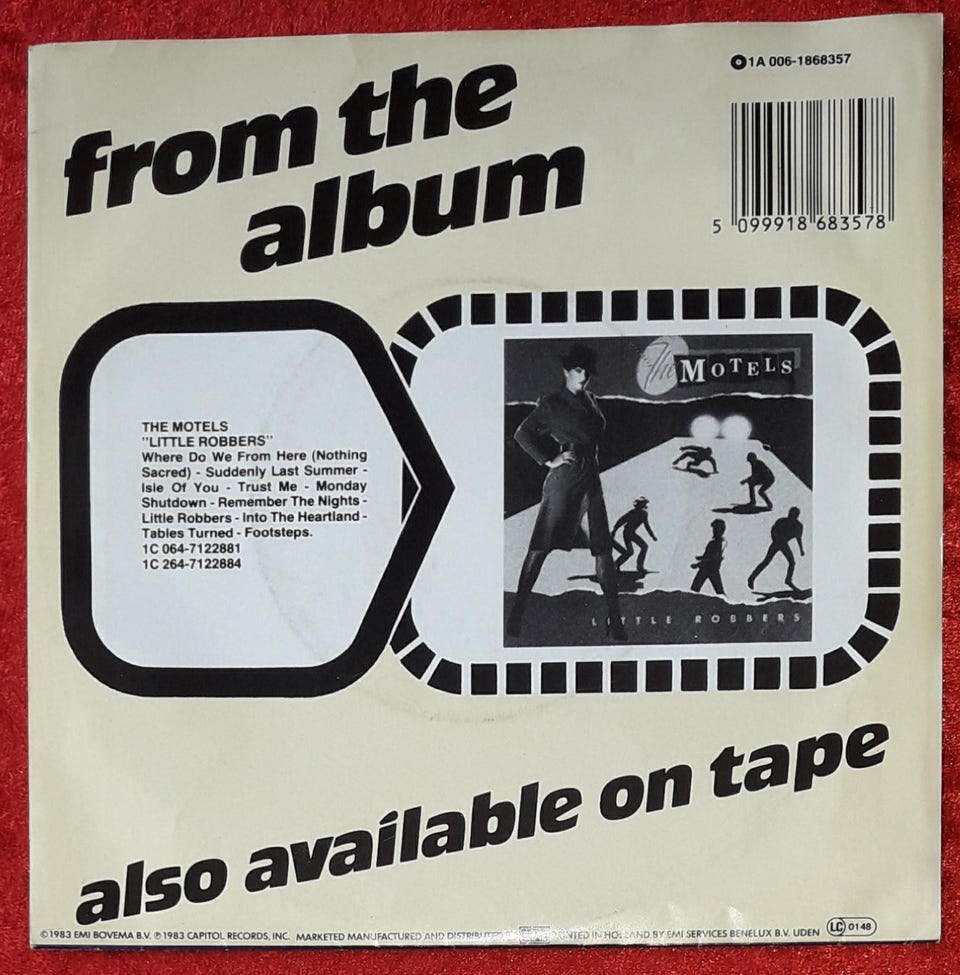 1A 006-1868357
from the
album
5 099918 683578
THE MOTELS
"LITTLE ROBBERS"
Where Do We From Here (Nothing
Sacred) - Suddenly Last Summer -
Isle Of You - Trust Me - Monday
Shutdown - Remember The Nights -
Little Robbers - Into The Heartland -
Tables Turned - Footsteps.
1C 064-7122881
1C 264-7122884
The MOTELS
LITTLE ROBBERS
also available on tape
©1983 EMI BOVEMA B.V. ℗1983 CAPITOL RECORDS, INC. MARKETED MANUFACTURED AND IN HOLLAND BY EMI SERVICES BENELUX B.V. UDEN LC 0148